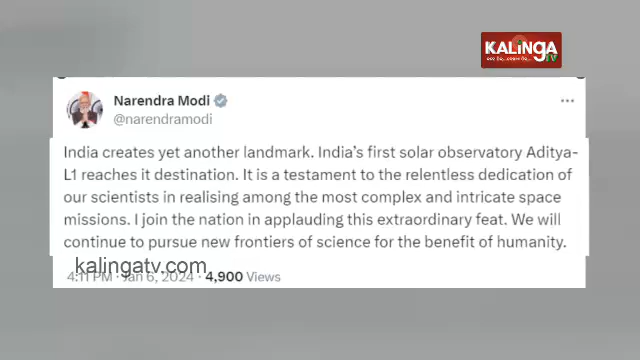 KALINGA
TV
Narendra Modi
@narendramodi
India creates yet another landmark. India's first solar observatory Aditya-
L1 reaches it destination. It is a testament to the relentless dedication of
our scientists in realising among the most complex and intricate space
missions. I join the nation in applauding this extraordinary feat. We will
continue to pursue new frontiers of science for the benefit of humanity.
kalingatv.com
4:11 PM · Jan 6, 2024 · 4,900 Views